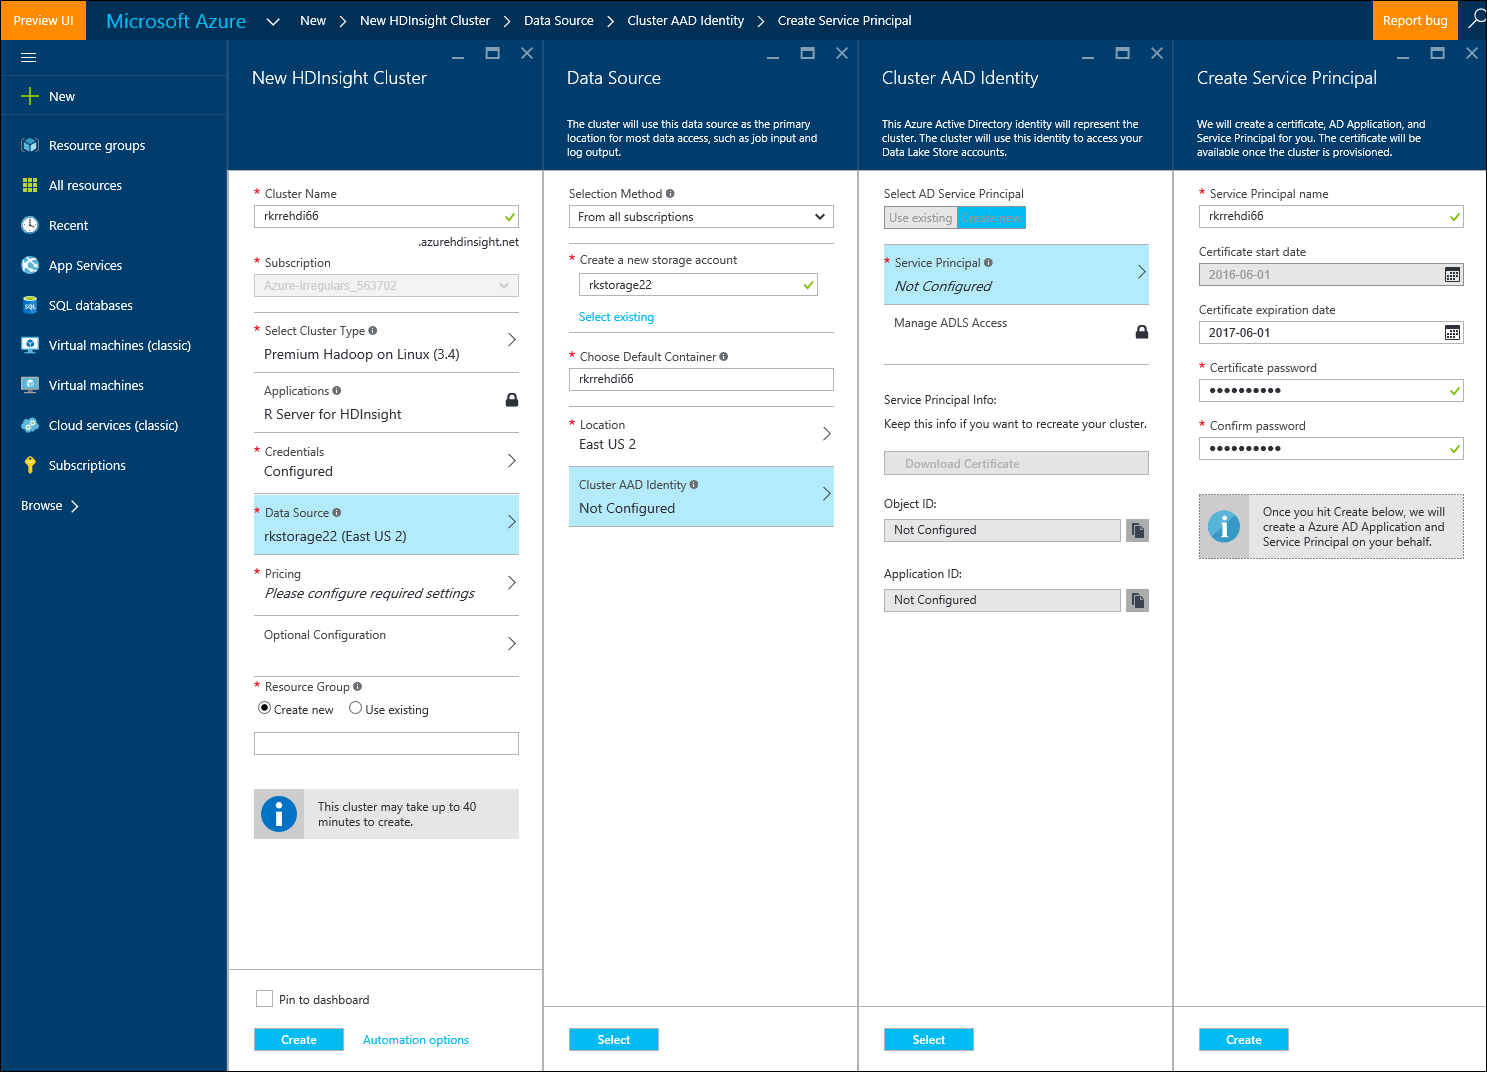 Preview UI
Microsoft Azure
New
New HDInsight Cluster
Data Source
Cluster AAD Identity
Create Service Principal
Report bug
New
Resource groups
All resources
Recent
App Services
SQL databases
Virtual machines (classic)
Virtual machines
Cloud services (classic)
Subscriptions
Browse
New HDInsight Cluster
* Cluster Name
rkrrehdi66
.azurehdinsight.net
* Subscription
Azure-Irregulars_563702
* Select Cluster Type
Premium Hadoop on Linux (3.4)
Applications
R Server for HDInsight
* Credentials
Configured
* Data Source
rkstorage22 (East US 2)
* Pricing
Please configure required settings
Optional Configuration
* Resource Group
Create new
Use existing
This cluster may take up to 40
minutes to create.
Pin to dashboard
Create
Automation options
Data Source
The cluster will use this data source as the primary
location for most data access, such as job input and
log output.
Selection Method
From all subscriptions
* Create a new storage account
rkstorage22
Select existing
* Choose Default Container
rkrrehdi66
* Location
East US 2
Cluster AAD Identity
Not Configured
Select
Cluster AAD Identity
This Azure Active Directory identity will represent the
cluster. The cluster will use this identity to access your
Data Lake Store accounts.
Select AD Service Principal
Use existing
Create new
* Service Principal
Not Configured
Manage ADLS Access
Service Principal Info:
Keep this info if you want to recreate your cluster.
Download Certificate
Object ID:
Not Configured
Application ID:
Not Configured
Select
Create Service Principal
We will create a certificate, AD Application, and
Service Principal for you. The certificate will be
available once the cluster is provisioned.
* Service Principal name
rkrrehdi66
Certificate start date
2016-06-01
Certificate expiration date
2017-06-01
* Certificate password
••••••••••
* Confirm password
••••••••••
Once you hit Create below, we will
create a Azure AD Application and
Service Principal on your behalf.
Create